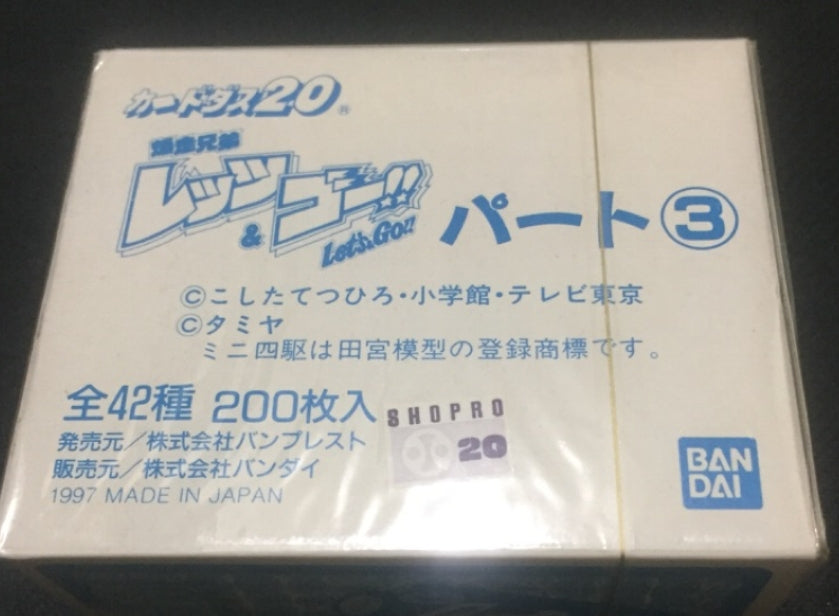 カードダス20®
爆走兄弟
レッツ
&
ゴー!!
Let's & Go!!
パート③
©こしたてつひろ・小学館・テレビ東京
©タミヤ
ミニ四駆は田宮模型の登録商標です。
全42種 200枚入
発売元/株式会社バンプレスト
販売元/株式会社バンダイ
1997 MADE IN JAPAN
SHOPRO
20
BAN
DAI